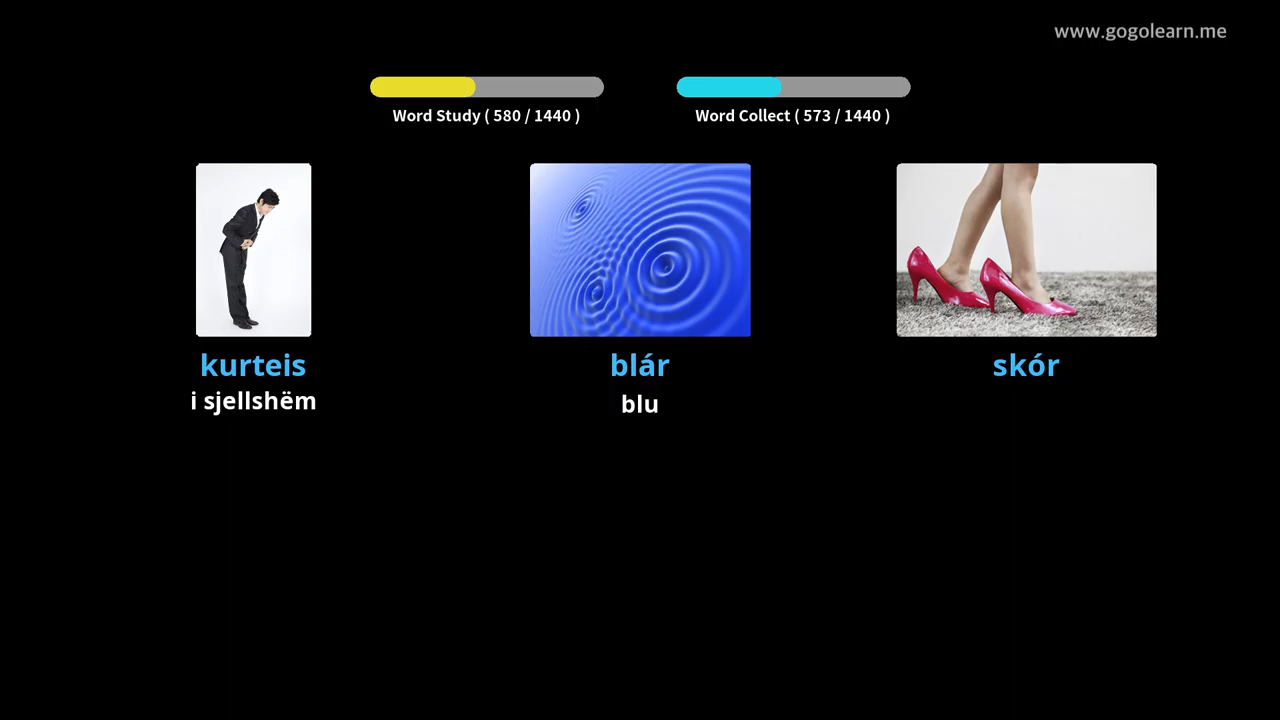 www.gogolearn.me
Word Study ( 580 / 1440 )
Word Collect ( 573 / 1440 )
kurteis
i sjellshëm
blár
blu
skór